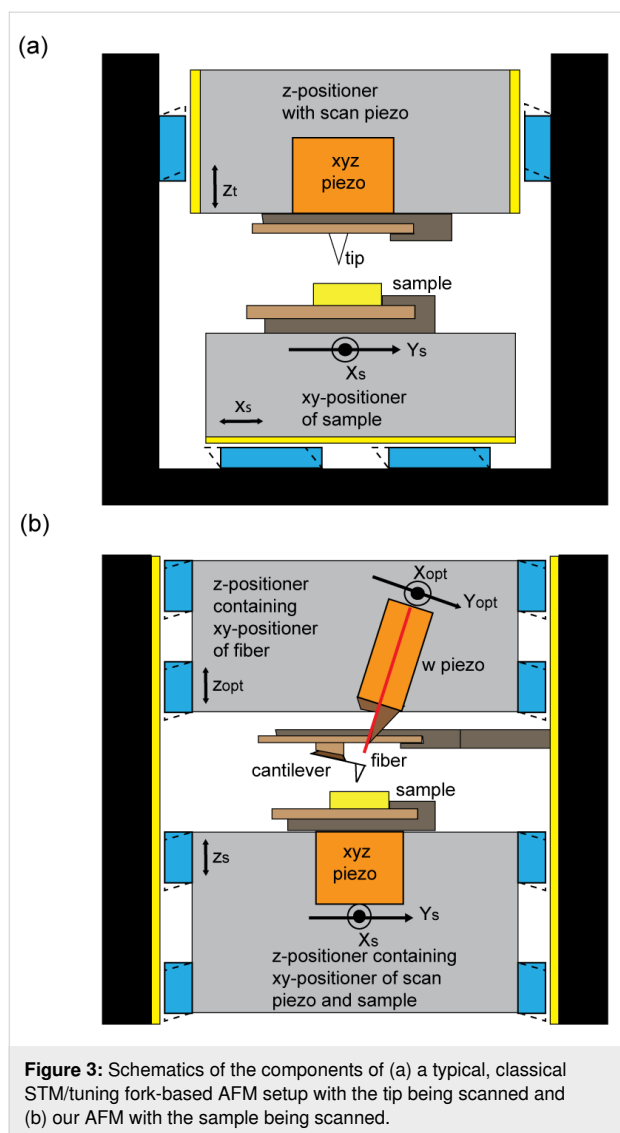 (a)
z-positioner
with scan piezo
xyz
piezo
zt
tip
sample
Ys
Xs
xy-positioner
of sample
xs
(b)
z-positioner
containing
xy-positioner
of fiber
Xopt
Yopt
w piezo
zopt
fiber
cantilever
sample
zs
xyz
piezo
Ys
Xs
z-positioner containing
xy-positioner of scan
piezo and sample
Figure 3: Schematics of the components of (a) a typical, classical
STM/tuning fork-based AFM setup with the tip being scanned and
(b) our AFM with the sample being scanned.